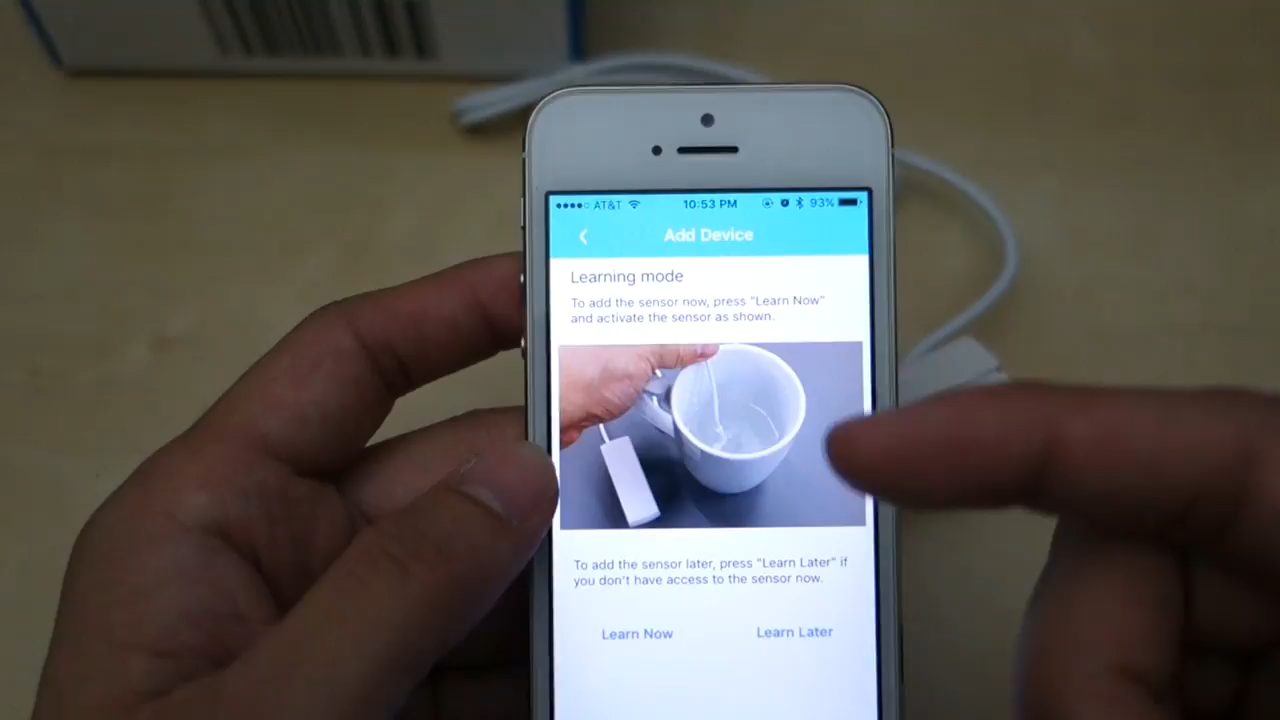 AT&T 10:53 PM 93%
Add Device
Learning mode
To add the sensor now, press "Learn Now"
and activate the sensor as shown.
To add the sensor later, press "Learn Later" if
you don't have access to the sensor now.
Learn Now Learn Later